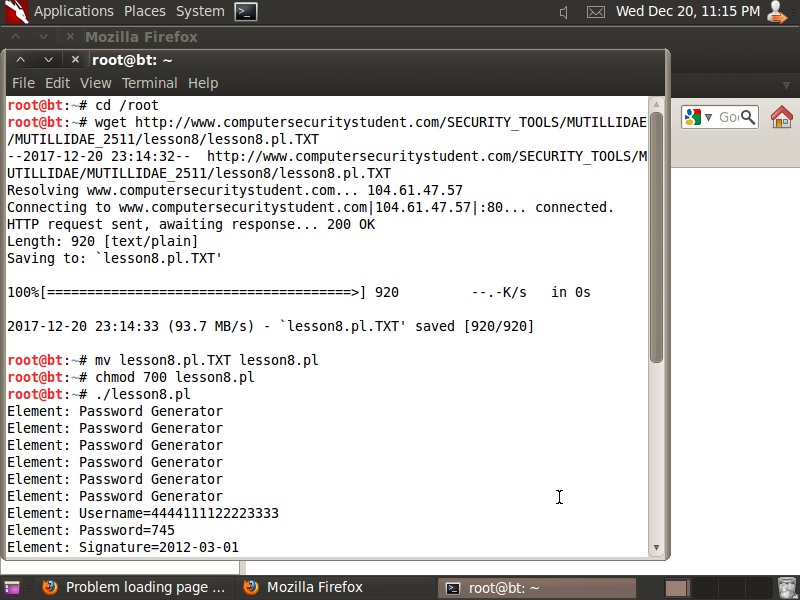 Applications Places System Wed Dec 20, 11:15 PM
Mozilla Firefox
root@bt: ~
File Edit View Terminal Help
root@bt:~# cd /root
root@bt:~# wget http://www.computersecuritystudent.com/SECURITY_TOOLS/MUTILLIDAE
/MUTILLIDAE_2511/lesson8/lesson8.pl.TXT
--2017-12-20 23:14:32--  http://www.computersecuritystudent.com/SECURITY_TOOLS/M
UTILLIDAE/MUTILLIDAE_2511/lesson8/lesson8.pl.TXT
Resolving www.computersecuritystudent.com... 104.61.47.57
Connecting to www.computersecuritystudent.com|104.61.47.57|:80... connected.
HTTP request sent, awaiting response... 200 OK
Length: 920 [text/plain]
Saving to: `lesson8.pl.TXT'
100%[======================================>] 920         --.-K/s   in 0s
2017-12-20 23:14:33 (93.7 MB/s) - `lesson8.pl.TXT' saved [920/920]
root@bt:~# mv lesson8.pl.TXT lesson8.pl
root@bt:~# chmod 700 lesson8.pl
root@bt:~# ./lesson8.pl
Element: Password Generator
Element: Password Generator
Element: Password Generator
Element: Password Generator
Element: Password Generator
Element: Password Generator
Element: Username=4444111122223333
Element: Password=745
Element: Signature=2012-03-01
Goo
Problem loading page ... Mozilla Firefox root@bt: ~